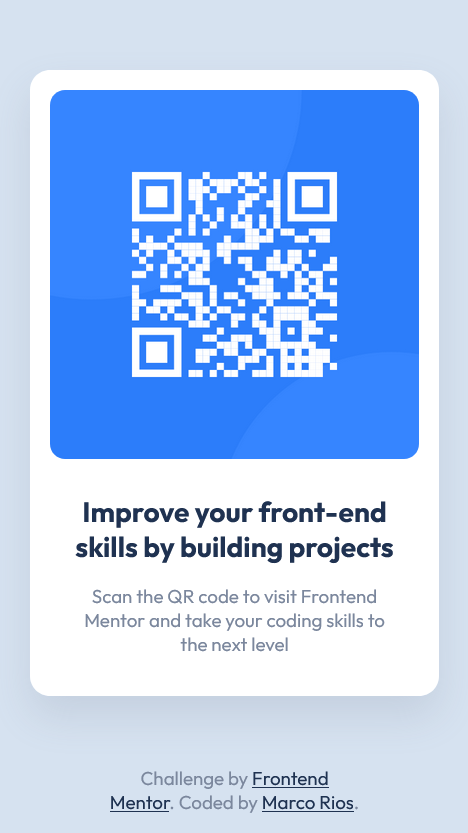 Improve your front-end
skills by building projects
Scan the QR code to visit Frontend
Mentor and take your coding skills to
the next level
Challenge by Frontend
Mentor. Coded by Marco Rios.